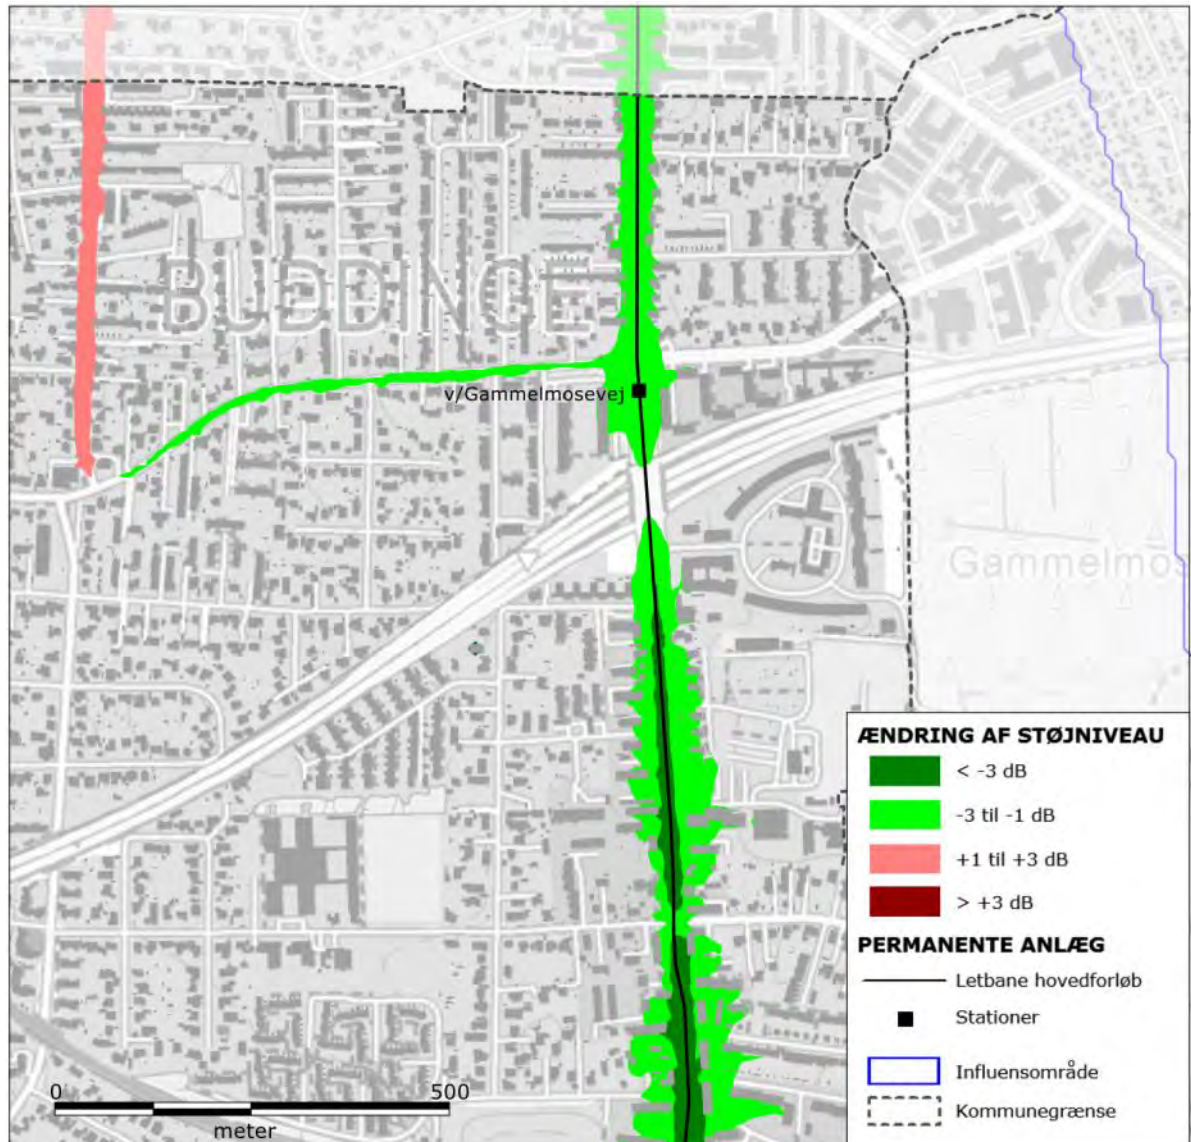 BUDDINGE
v/Gammelmosevej
Gammelmos
ÆNDRING AF STØJNIVEAU
< -3 dB
-3 til -1 dB
+1 til +3 dB
> +3 dB
PERMANENTE ANLÆG
Letbane hovedforløb
Stationer
Influensområde
Kommunegrænse
0 500
meter